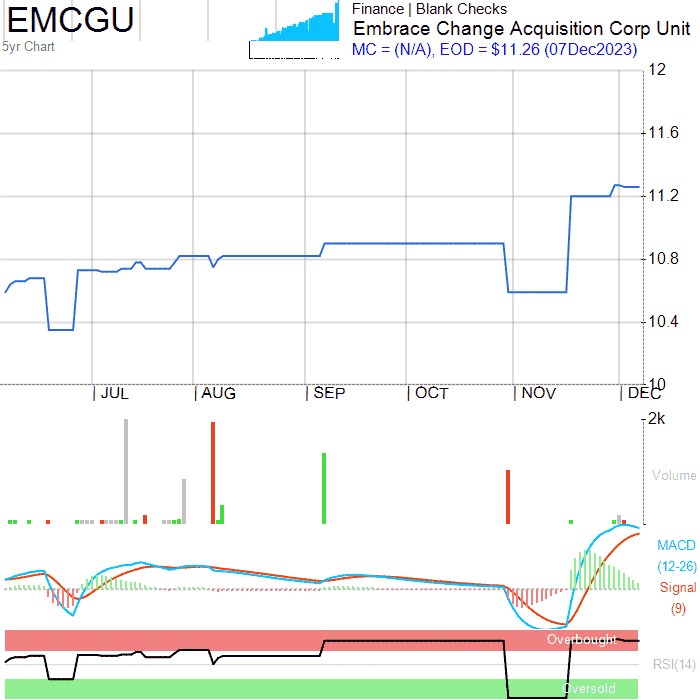 EMCGU
5yr Chart
Finance | Blank Checks
Embrace Change Acquisition Corp Unit
MC = (N/A), EOD = $11.26 (07Dec2023)
12
11.6
11.2
10.8
10.4
10
JUL AUG SEP OCT NOV DEC
2k
Volume
MACD
(12-26)
Signal
(9)
Overbought
RSI(14)
Oversold